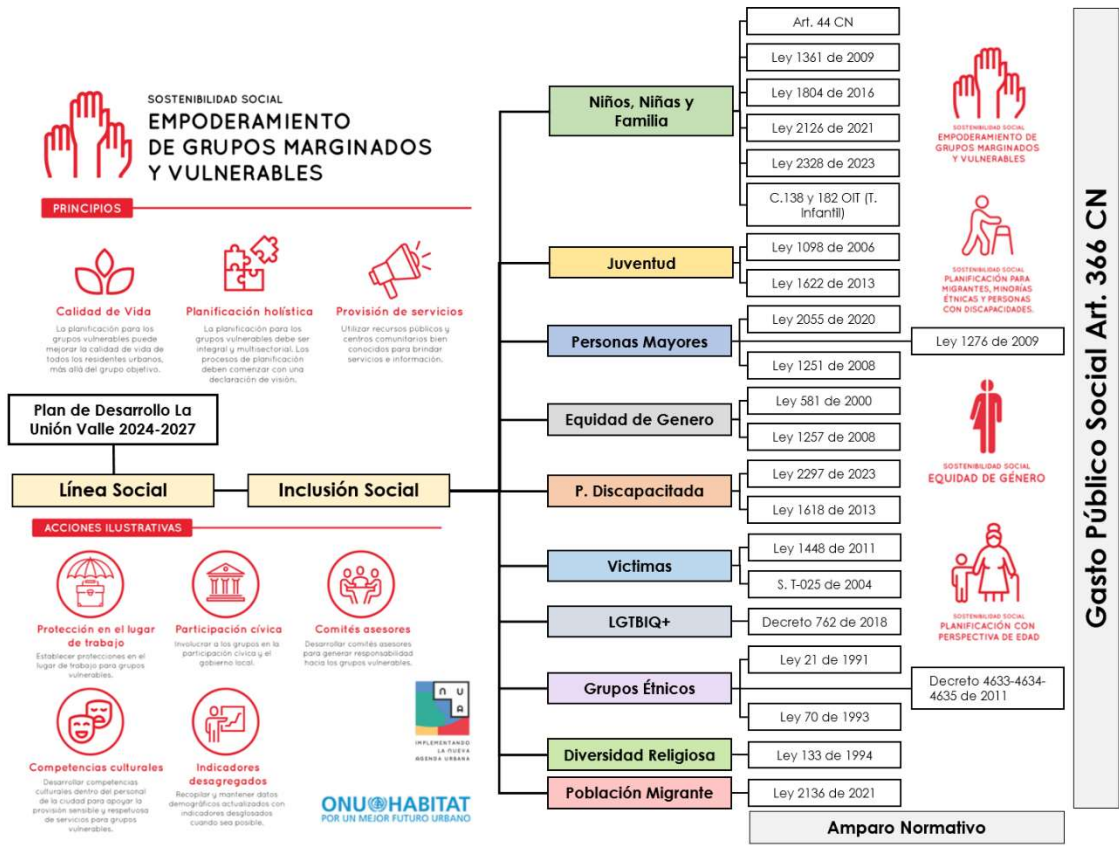 SOSTENIBILIDAD SOCIAL
EMPODERAMIENTO
DE GRUPOS MARGINADOS
Y VULNERABLES
PRINCIPIOS
Calidad de Vida
La planificación para los
grupos vulnerables puede
mejorar la calidad de vida de
todos los residentes urbanos,
más allá del grupo objetivo.
Planificación holística
La planificación para los
grupos vulnerables debe ser
integral y multisectorial. Los
procesos de planificación
deben comenzar con una
declaración de visión.
Provisión de servicios
Utilizar recursos públicos y
centros comunitarios bien
conocidos para brindar
servicios e información.
Plan de Desarrollo La
Unión Valle 2024-2027
Línea Social
Inclusión Social
ACCIONES ILUSTRATIVAS
Protección en el lugar
de trabajo
Establecer protecciones en el
lugar de trabajo para grupos
vulnerables.
Participación cívica
Involucrar a los grupos en la
participación cívica y el
gobierno local.
Comités asesores
Desarrollar comités asesores
para generar responsabilidad
hacia los grupos vulnerables.
Competencias culturales
Desarrollar competencias
culturales dentro del personal
de la ciudad para apoyar la
provisión sensible y respetuosa
de servicios para grupos
vulnerables.
Indicadores
desagregados
Recopilar y mantener datos
demográficos actualizados con
indicadores desglosados
cuando sea posible.
N U
A
IMPLEMENTANDO
LA NUEVA
AGENDA URBANA
ONU HABITAT
POR UN MEJOR FUTURO URBANO
Niños, Niñas y
Familia
Art. 44 CN
Ley 1361 de 2009
Ley 1804 de 2016
Ley 2126 de 2021
Ley 2328 de 2023
C.138 y 182 OIT (T.
Infantil)
Juventud
Ley 1098 de 2006
Ley 1622 de 2013
Personas Mayores
Ley 2055 de 2020
Ley 1251 de 2008
Ley 1276 de 2009
Equidad de Genero
Ley 581 de 2000
Ley 1257 de 2008
P. Discapacitada
Ley 2297 de 2023
Ley 1618 de 2013
Victimas
Ley 1448 de 2011
S. T-025 de 2004
LGTBIQ+
Decreto 762 de 2018
Grupos Étnicos
Ley 21 de 1991
Ley 70 de 1993
Decreto 4633-4634-
4635 de 2011
Diversidad Religiosa
Ley 133 de 1994
Población Migrante
Ley 2136 de 2021
Amparo Normativo
SOSTENIBILIDAD SOCIAL
EMPODERAMIENTO DE
GRUPOS MARGINADOS
Y VULNERABLES
SOSTENIBILIDAD SOCIAL
PLANIFICACIÓN PARA
MIGRANTES, MINORÍAS
ÉTNICAS Y PERSONAS
CON DISCAPACIDADES.
SOSTENIBILIDAD SOCIAL
EQUIDAD DE GÉNERO
SOSTENIBILIDAD SOCIAL
PLANIFICACIÓN CON
PERSPECTIVA DE EDAD
Gasto Público Social Art. 366 CN